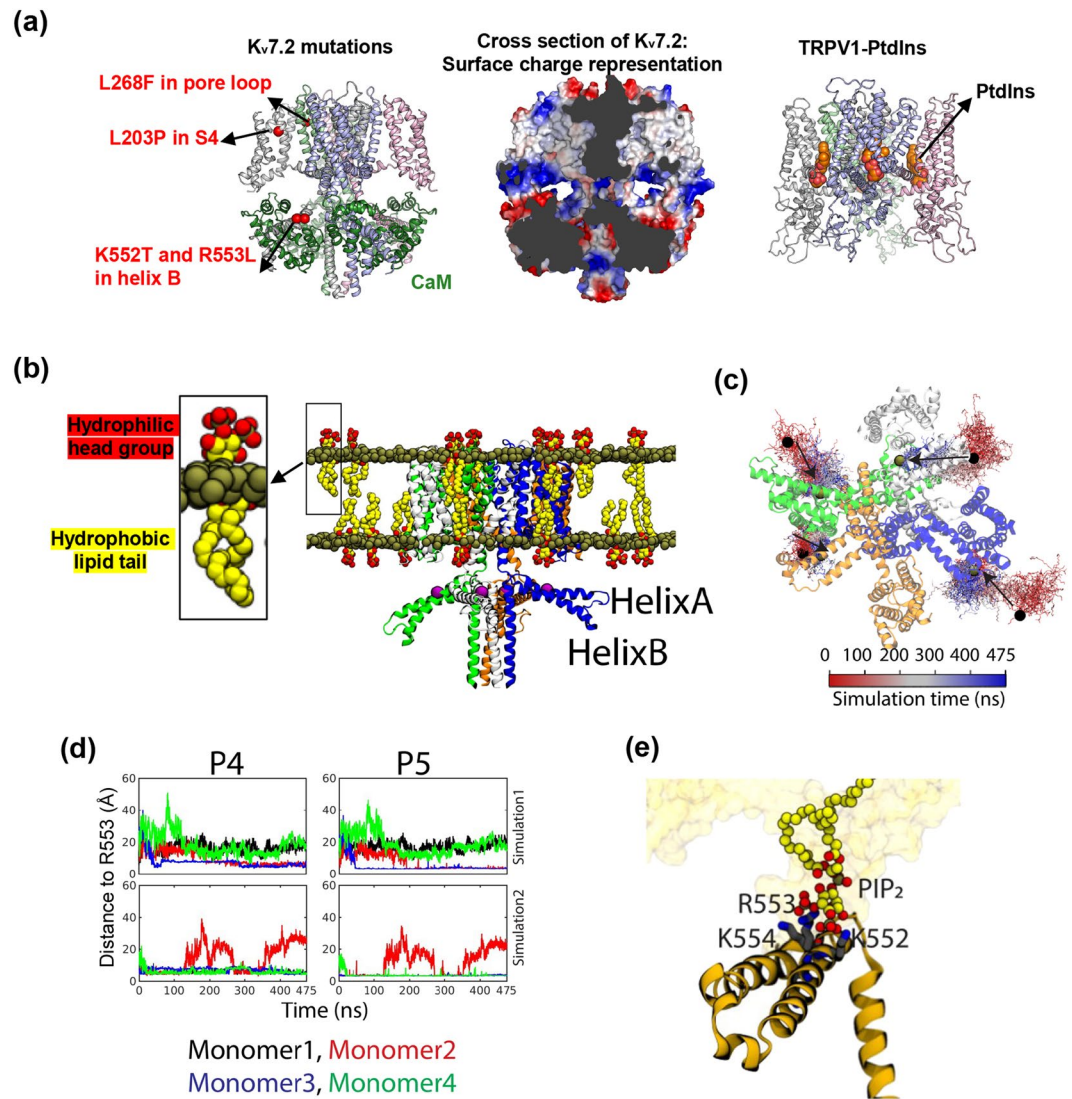 (a)
Kv7.2 mutations
L268F in pore loop
L203P in S4
K552T and R553L
in helix B
CaM
Cross section of Kv7.2:
Surface charge representation
TRPV1-PtdIns
PtdIns
(b)
Hydrophilic
head group
Hydrophobic
lipid tail
HelixA
HelixB
(c)
0 100 200 300 400 475
Simulation time (ns)
(d)
P4 P5
Distance to R553 (Å)
60
40
20
0
Simulation1
60
40
20
0
Simulation2
0 100 200 300 400 475
0 100 200 300 400 475
Time (ns)
Monomer1, Monomer2
Monomer3, Monomer4
(e)
PIP₂
R553
K554
K552